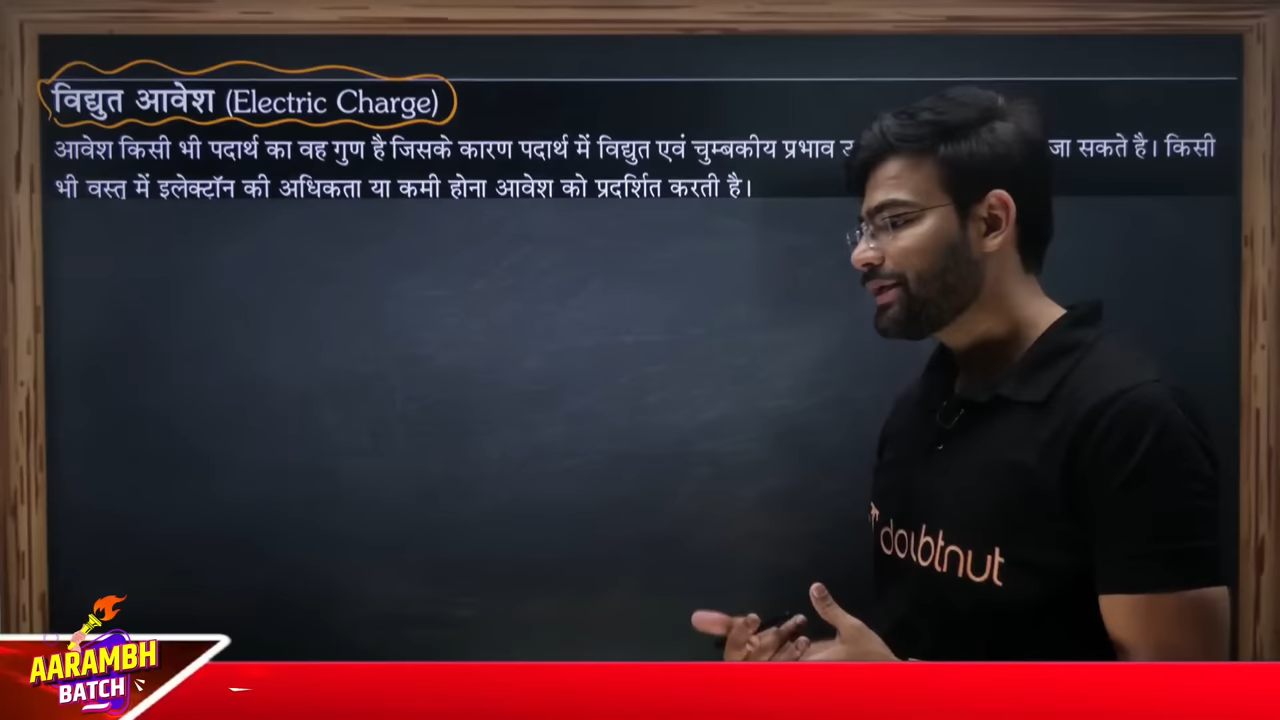 विद्युत आवेश (Electric Charge)
आवेश किसी भी पदार्थ का वह गुण है जिसके कारण पदार्थ में विद्युत एवं चुम्बकीय प्रभाव जा सकते है। किसी
भी वस्तु में इलेक्ट्रॉन की अधिकता या कमी होना आवेश को प्रदर्शित करती है।
doubtnut
AARAMBH
BATCH